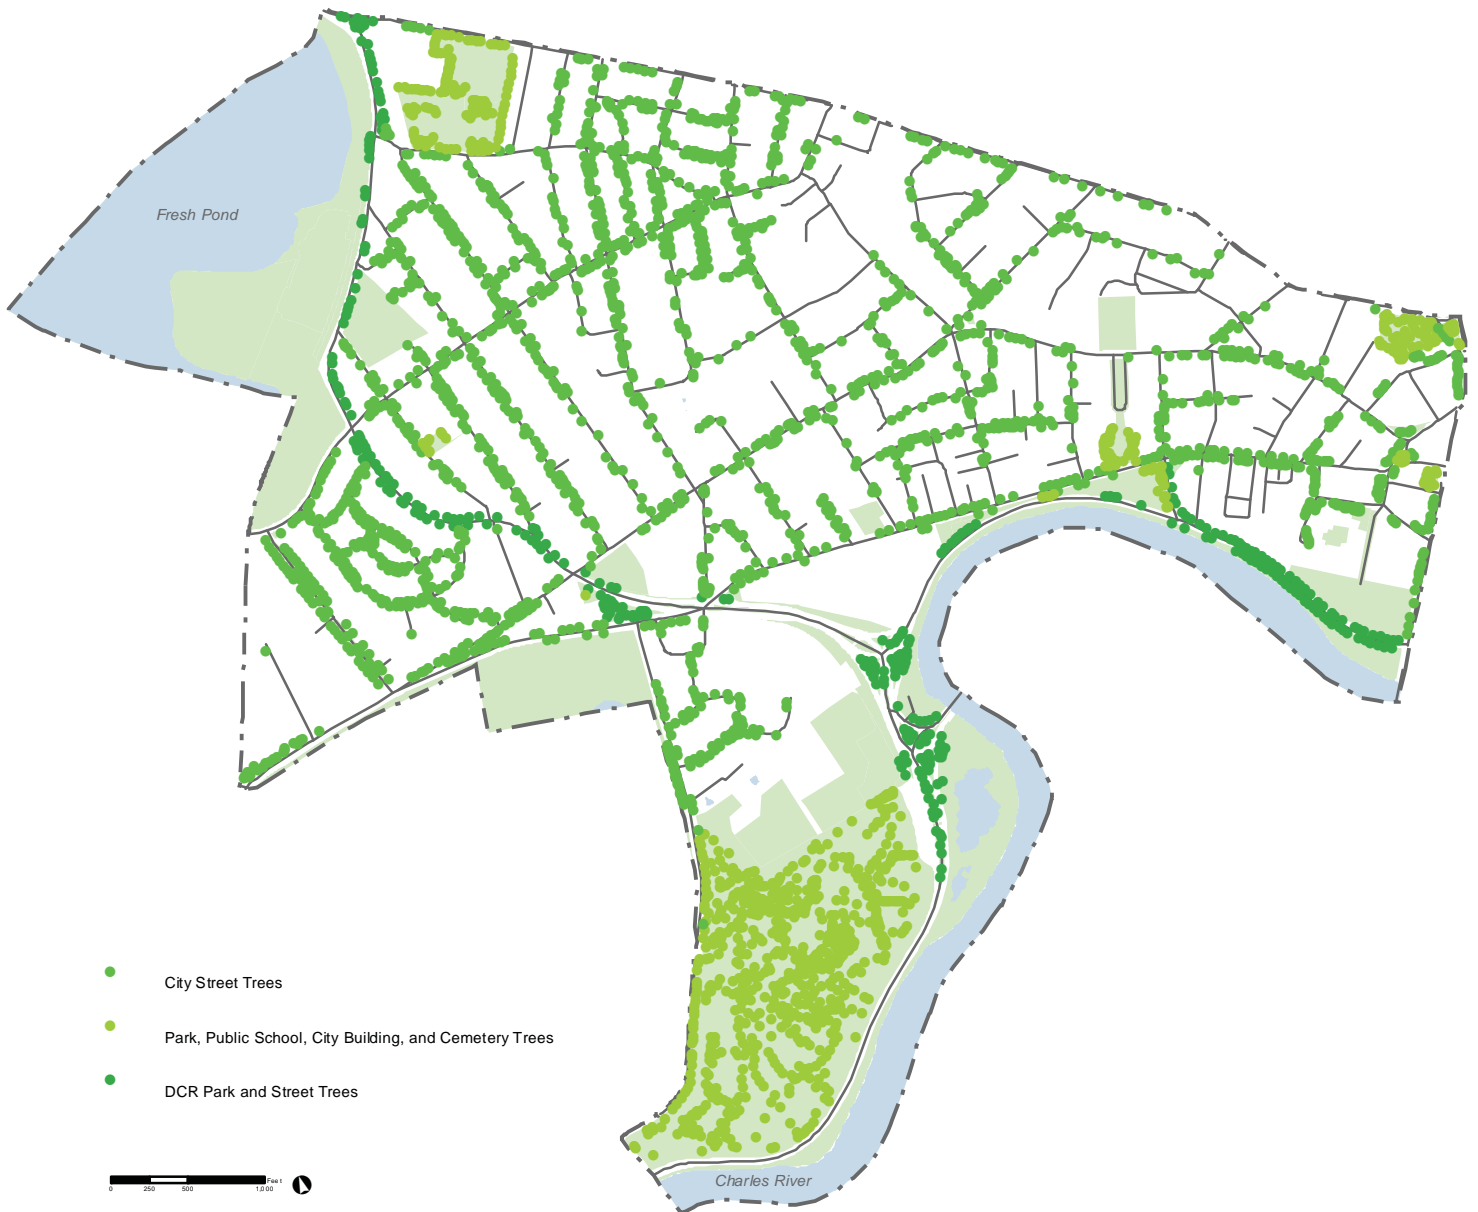 Fresh Pond
City Street Trees
Park, Public School, City Building, and Cemetery Trees
DCR Park and Street Trees
Feet
0 250 500 1,000
Charles River